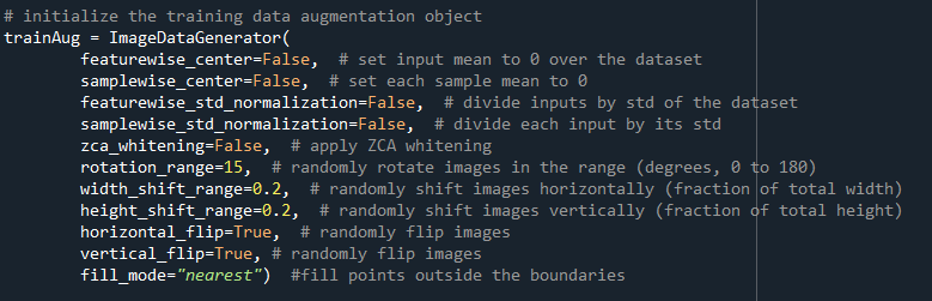 # initialize the training data augmentation object
trainAug = ImageDataGenerator(
featurewise_center=False,  # set input mean to 0 over the dataset
samplewise_center=False,  # set each sample mean to 0
featurewise_std_normalization=False,  # divide inputs by std of the dataset
samplewise_std_normalization=False,  # divide each input by its std
zca_whitening=False,  # apply ZCA whitening
rotation_range=15,  # randomly rotate images in the range (degrees, 0 to 180)
width_shift_range=0.2,  # randomly shift images horizontally (fraction of total width)
height_shift_range=0.2,  # randomly shift images vertically (fraction of total height)
horizontal_flip=True,  # randomly flip images
vertical_flip=True, # randomly flip images
fill_mode="nearest")  #fill points outside the boundaries